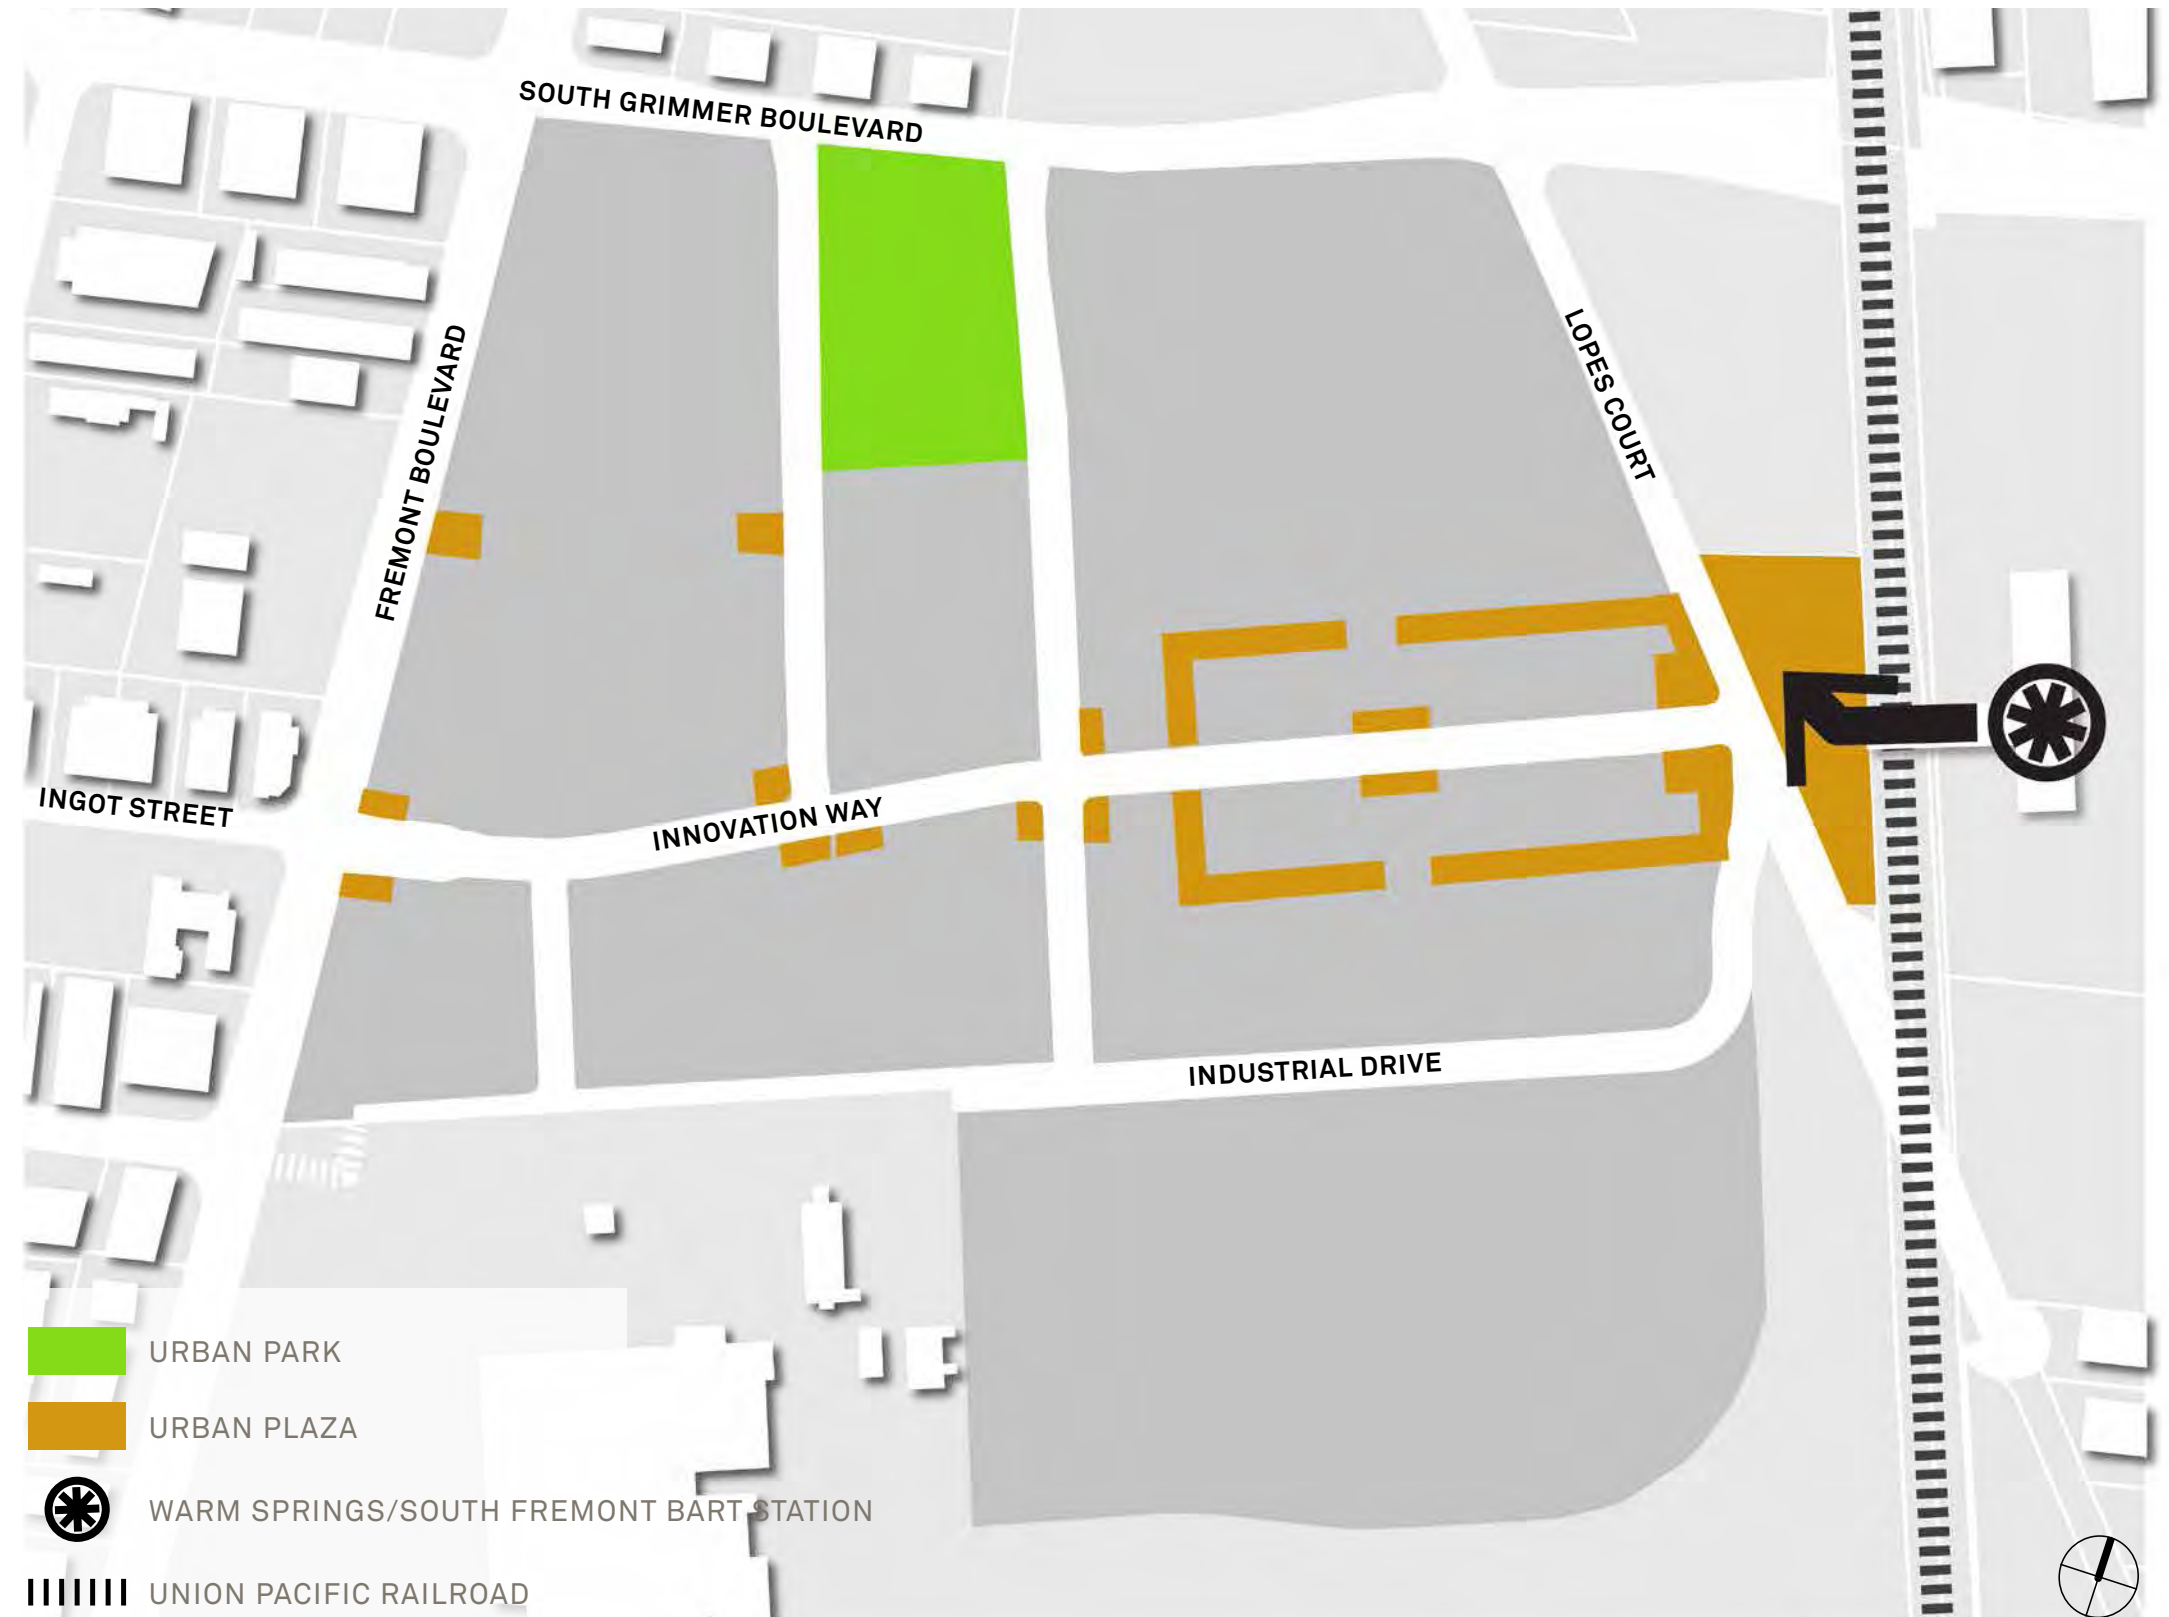 SOUTH GRIMMER BOULEVARD
FREMONT BOULEVARD
LOPES COURT
INGOT STREET
INNOVATION WAY
INDUSTRIAL DRIVE
URBAN PARK
URBAN PLAZA
WARM SPRINGS/SOUTH FREMONT BART STATION
UNION PACIFIC RAILROAD